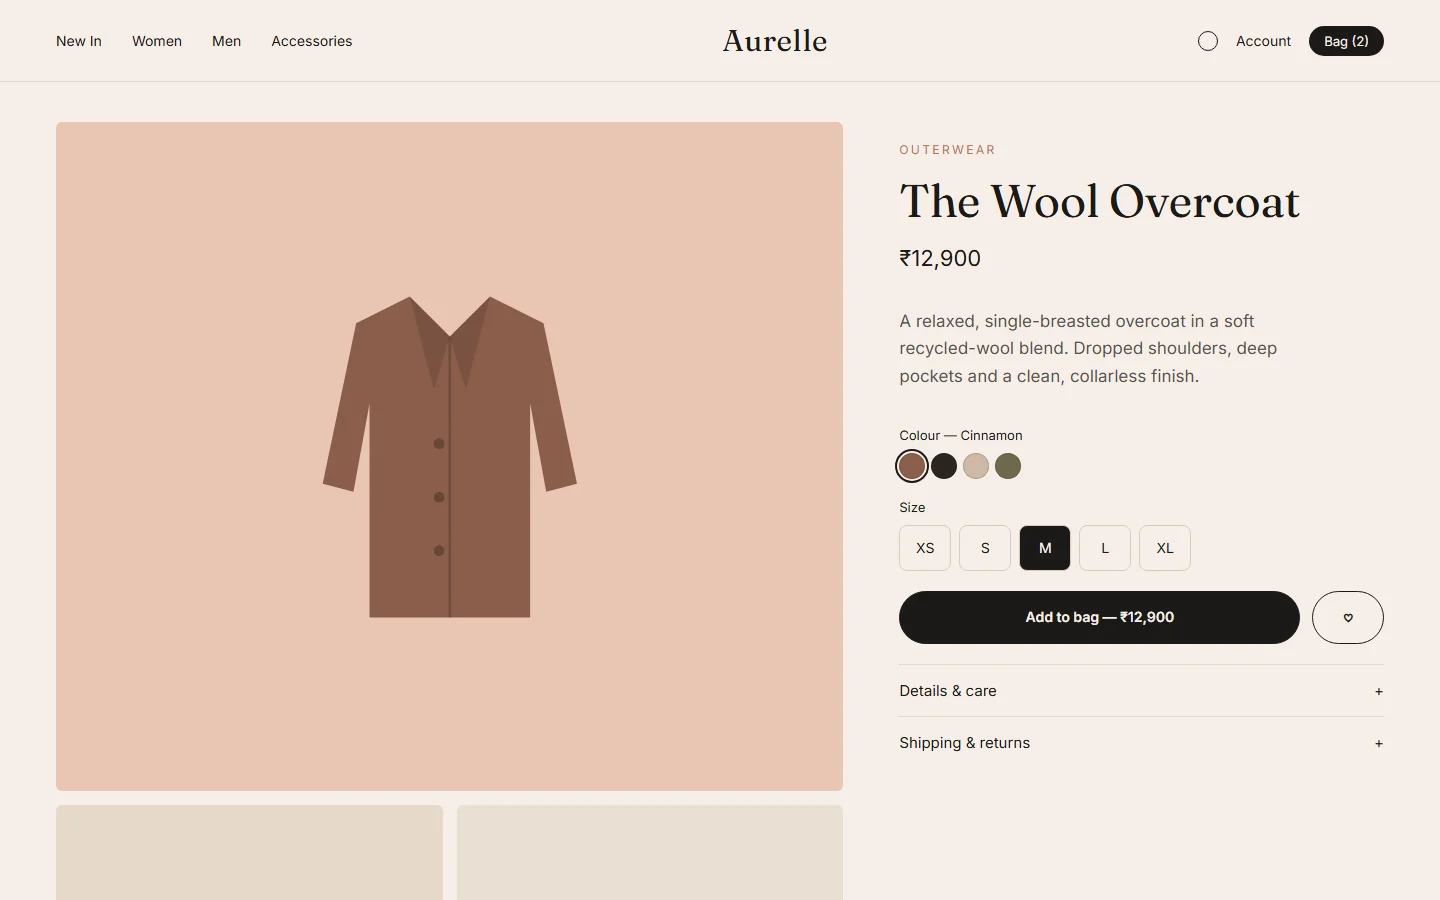 New In Women Men Accessories
Aurelle
Account Bag (2)
OUTERWEAR
The Wool Overcoat
₹12,900
A relaxed, single-breasted overcoat in a soft
recycled-wool blend. Dropped shoulders, deep
pockets and a clean, collarless finish.
Colour — Cinnamon
Size
XS S M L XL
Add to bag — ₹12,900
Details & care +
Shipping & returns +